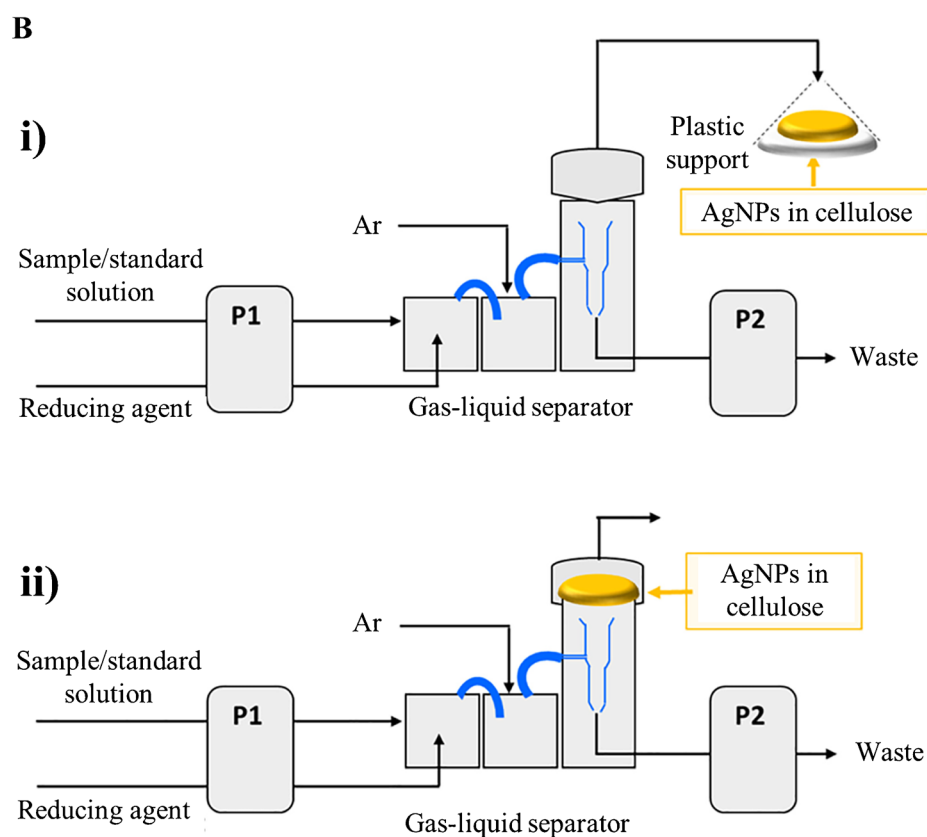 B
i)
Plastic
support
AgNPs in cellulose
Ar
Sample/standard
solution
P1
P2
Waste
Reducing agent
Gas-liquid separator
ii)
AgNPs in
cellulose
Ar
Sample/standard
solution
P1
P2
Waste
Reducing agent
Gas-liquid separator